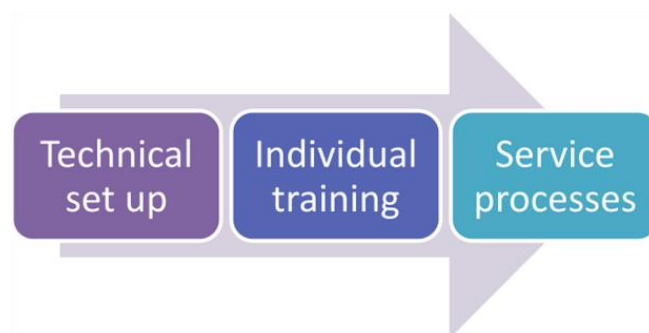 Technical
set up
Individual
training
Service
processes